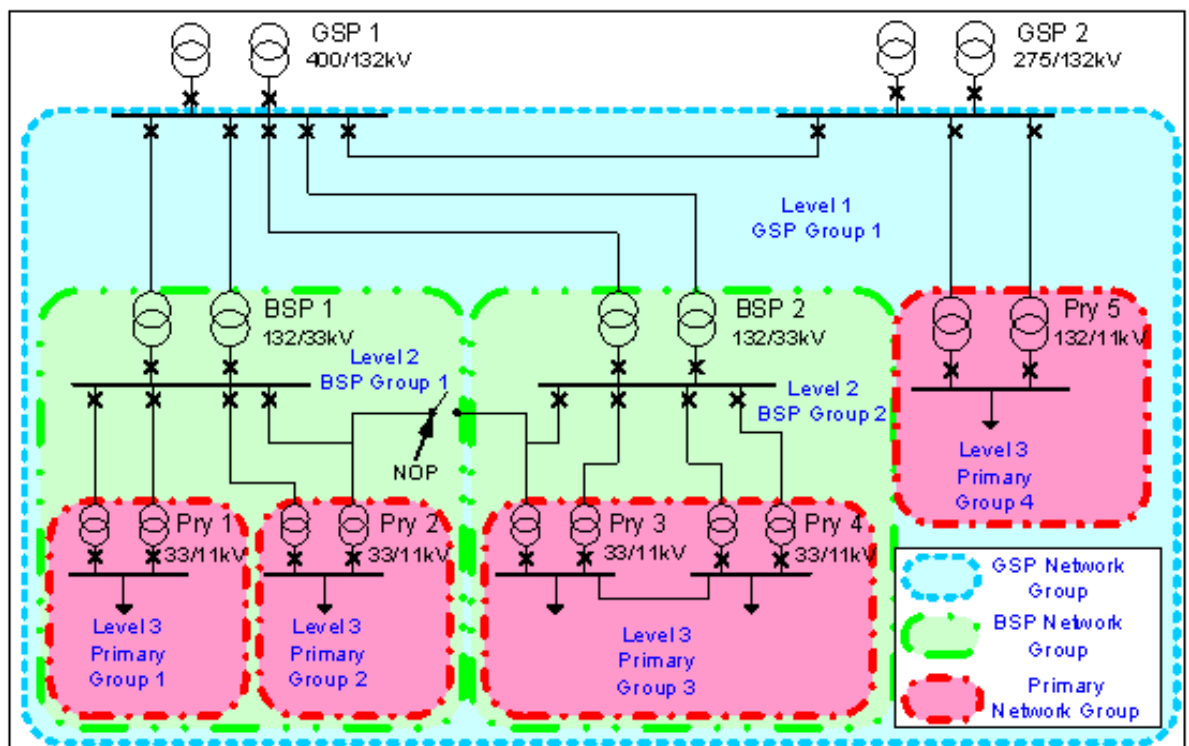 GSP 1
400/132kV
GSP 2
275/132kV
Level 1
GSP Group 1
BSP 1
132/33kV
Level 2
BSP Group 1
BSP 2
132/33kV
Level 2
BSP Group 2
Pry 5
132/11kV
NOP
Level 3
Primary
Group 4
Pry 1
33/11kV
Pry 2
33/11kV
Pry 3
33/11kV
Pry 4
33/11kV
Level 3
Primary
Group 1
Level 3
Primary
Group 2
Level 3
Primary
Group 3
GSP Network
Group
BSP Network
Group
Primary
Network Group